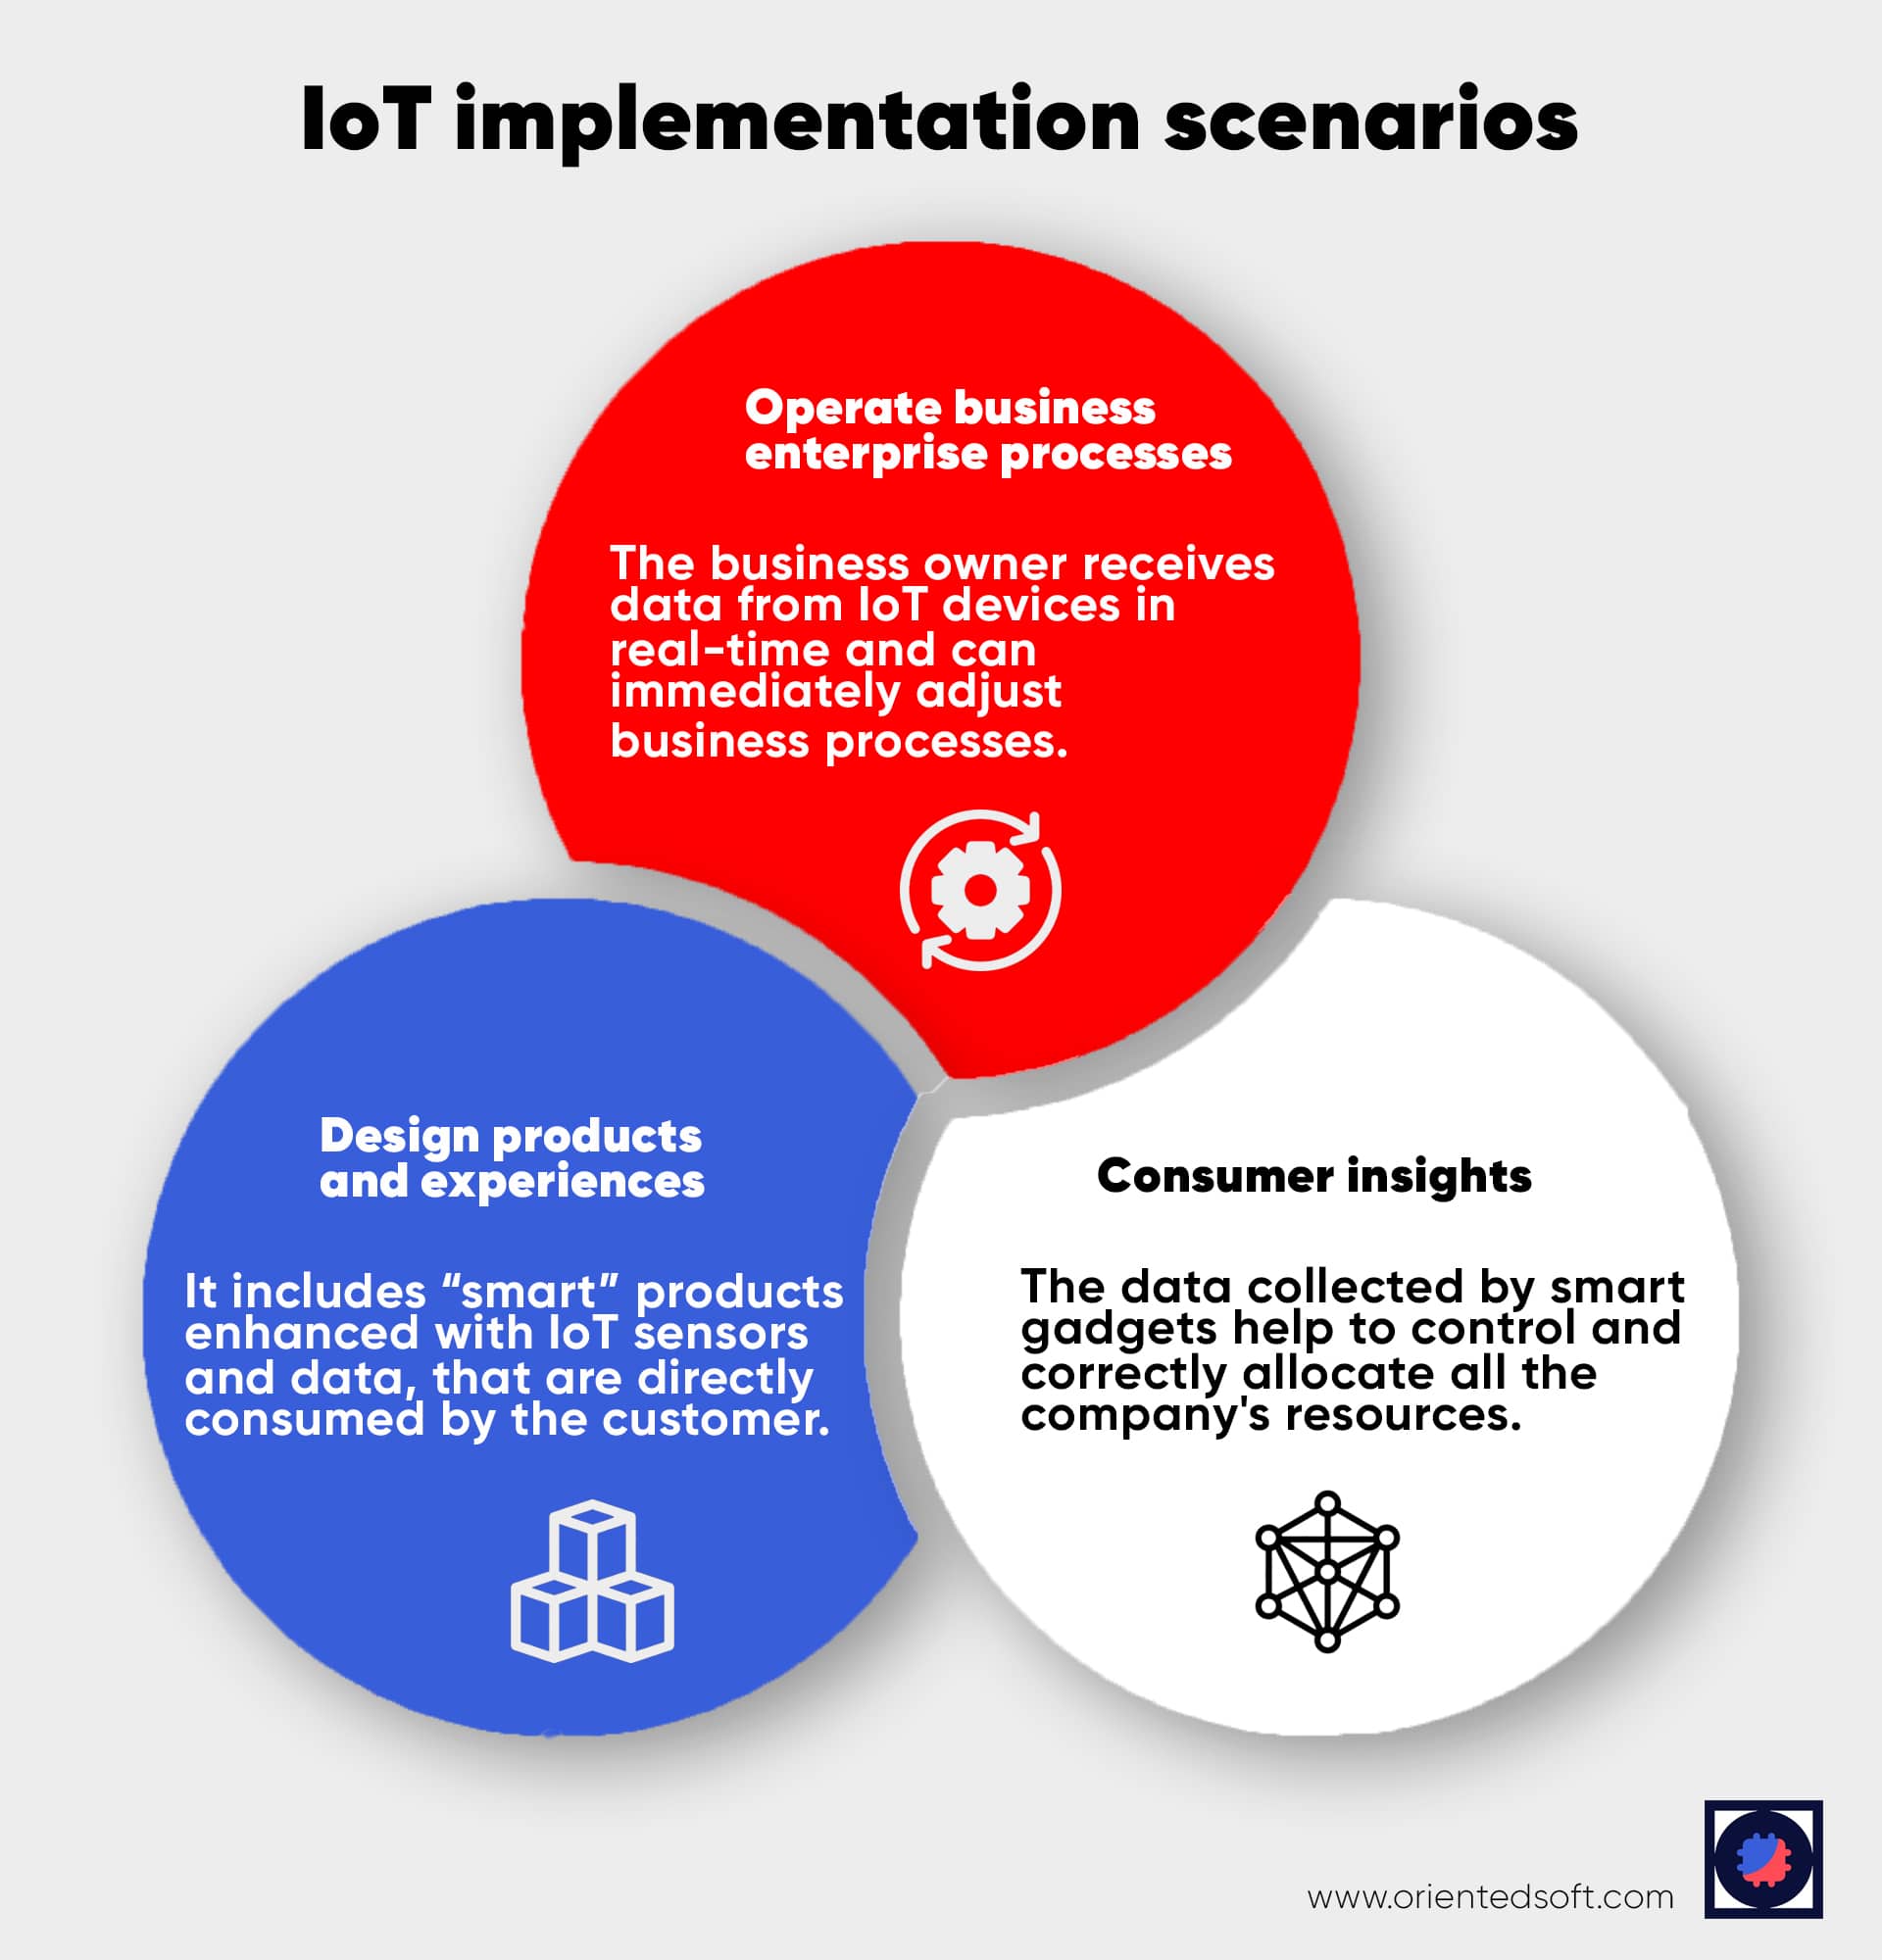 IoT implementation scenarios
Operate business
enterprise processes
The business owner receives
data from IoT devices in
real-time and can
immediately adjust
business processes.
Design products
and experiences
It includes “smart” products
enhanced with IoT sensors
and data, that are directly
consumed by the customer.
Consumer insights
The data collected by smart
gadgets help to control and
correctly allocate all the
company's resources.
www.orientedsoft.com